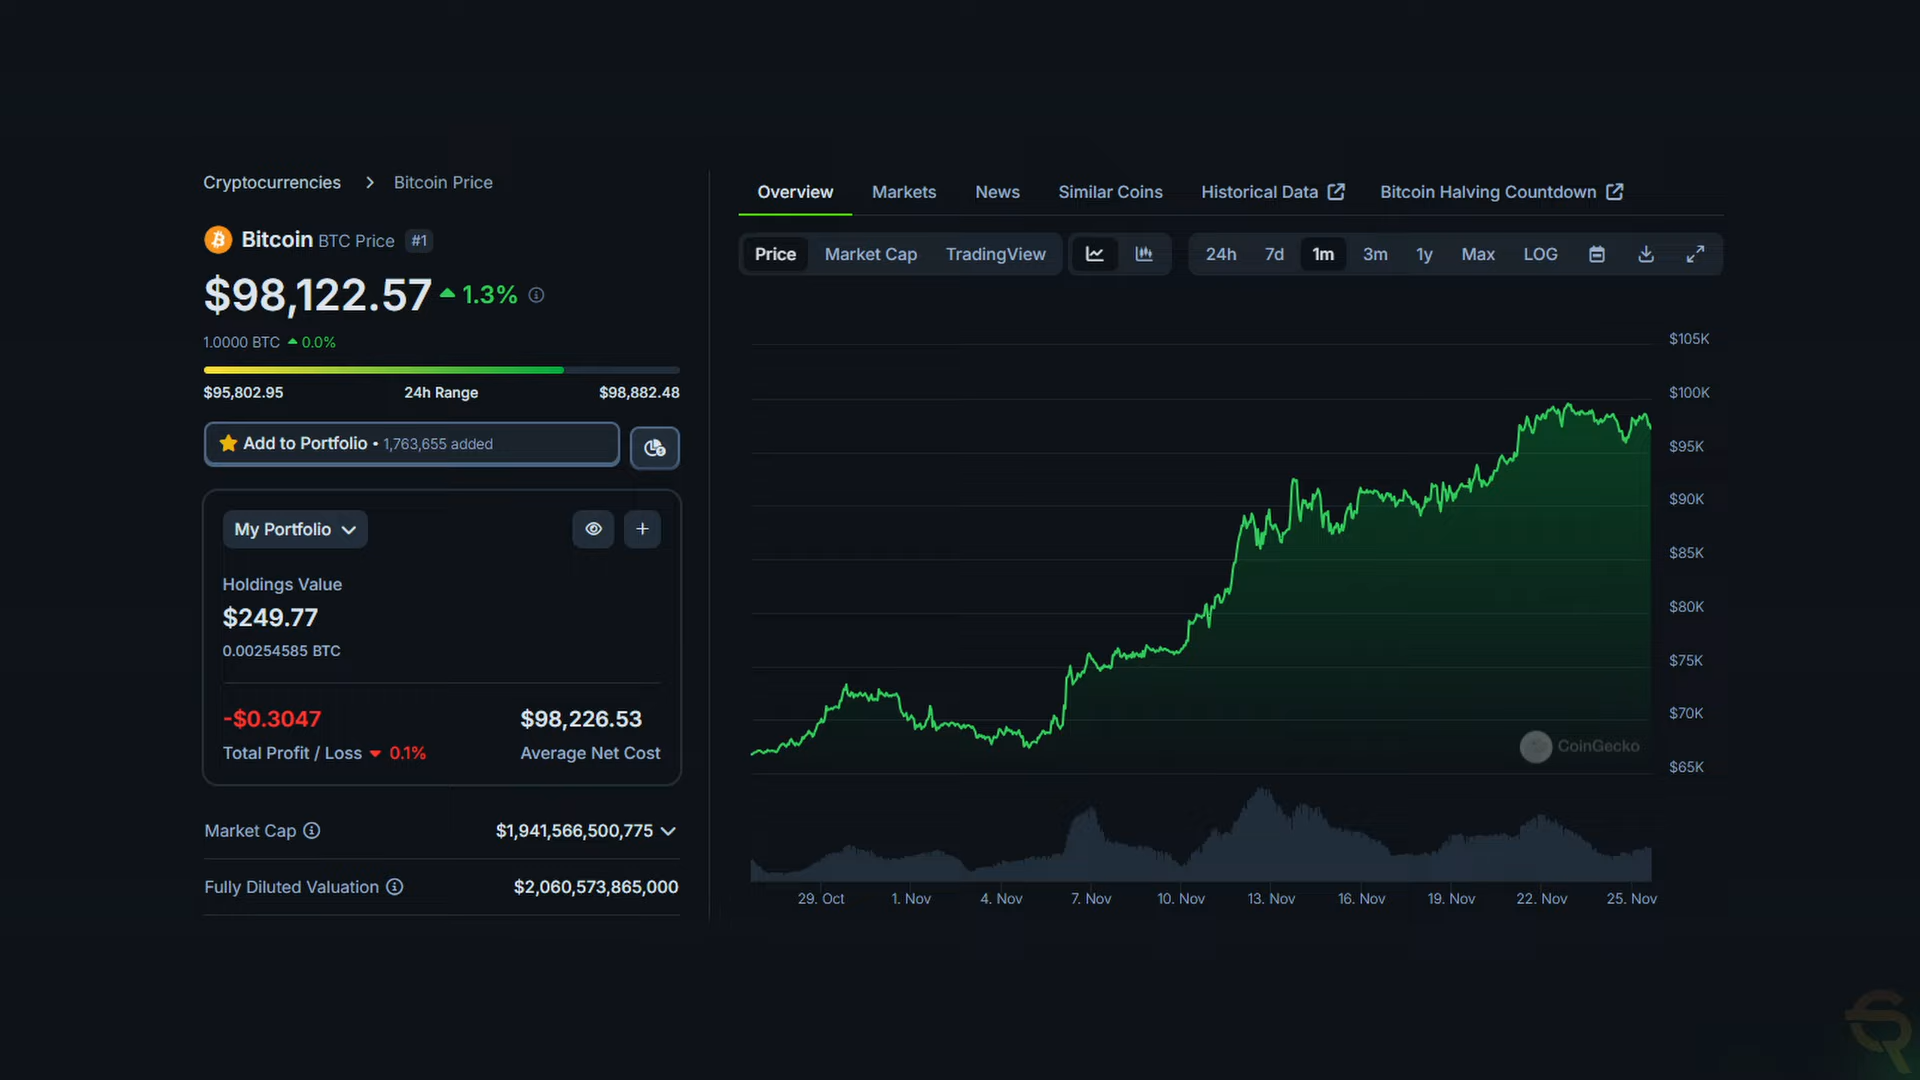 Cryptocurrencies > Bitcoin Price
Bitcoin BTC Price #1
$98,122.57 1.3%
1.0000 BTC 0.0%
$95,802.95 24h Range $98,882.48
Add to Portfolio • 1,763,655 added
My Portfolio
Holdings Value
$249.77
0.00254585 BTC
-$0.3047 $98,226.53
Total Profit / Loss 0.1% Average Net Cost
Market Cap $1,941,566,500,775
Fully Diluted Valuation $2,060,573,865,000
Overview Markets News Similar Coins Historical Data Bitcoin Halving Countdown
Price Market Cap TradingView 24h 7d 1m 3m 1y Max LOG
$105K
$100K
$95K
$90K
$85K
$80K
$75K
$70K
CoinGecko
$65K
29. Oct 1. Nov 4. Nov 7. Nov 10. Nov 13. Nov 16. Nov 19. Nov 22. Nov 25. Nov